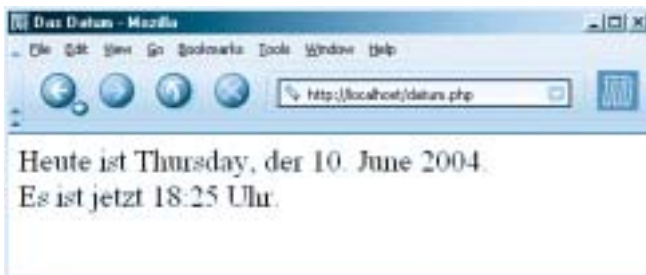 Das Datum - Mozilla
File Edit View Go Bookmarks Tools Window Help
http://localhost/datum.php
Heute ist Thursday, der 10. June 2004.
Es ist jetzt 18:25 Uhr.